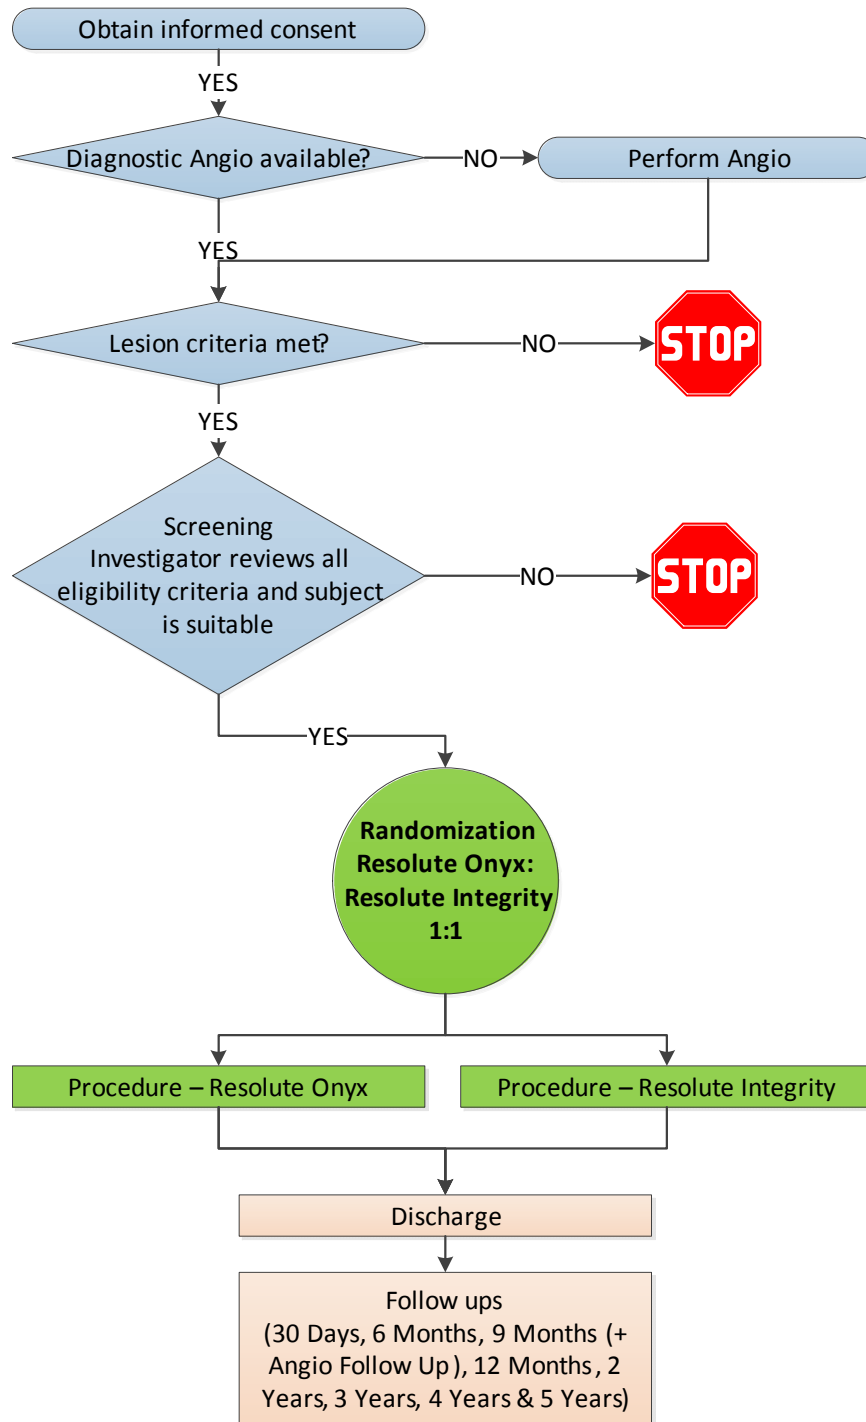 Obtain informed consent
YES
Diagnostic Angio available?
NO
Perform Angio
YES
Lesion criteria met?
NO
STOP
YES
Screening
Investigator reviews all
eligibility criteria and subject
is suitable
NO
STOP
YES
Randomization
Resolute Onyx:
Resolute Integrity
1:1
Procedure – Resolute Onyx
Procedure – Resolute Integrity
Discharge
Follow ups
(30 Days, 6 Months, 9 Months (+
Angio Follow Up), 12 Months, 2
Years, 3 Years, 4 Years & 5 Years)